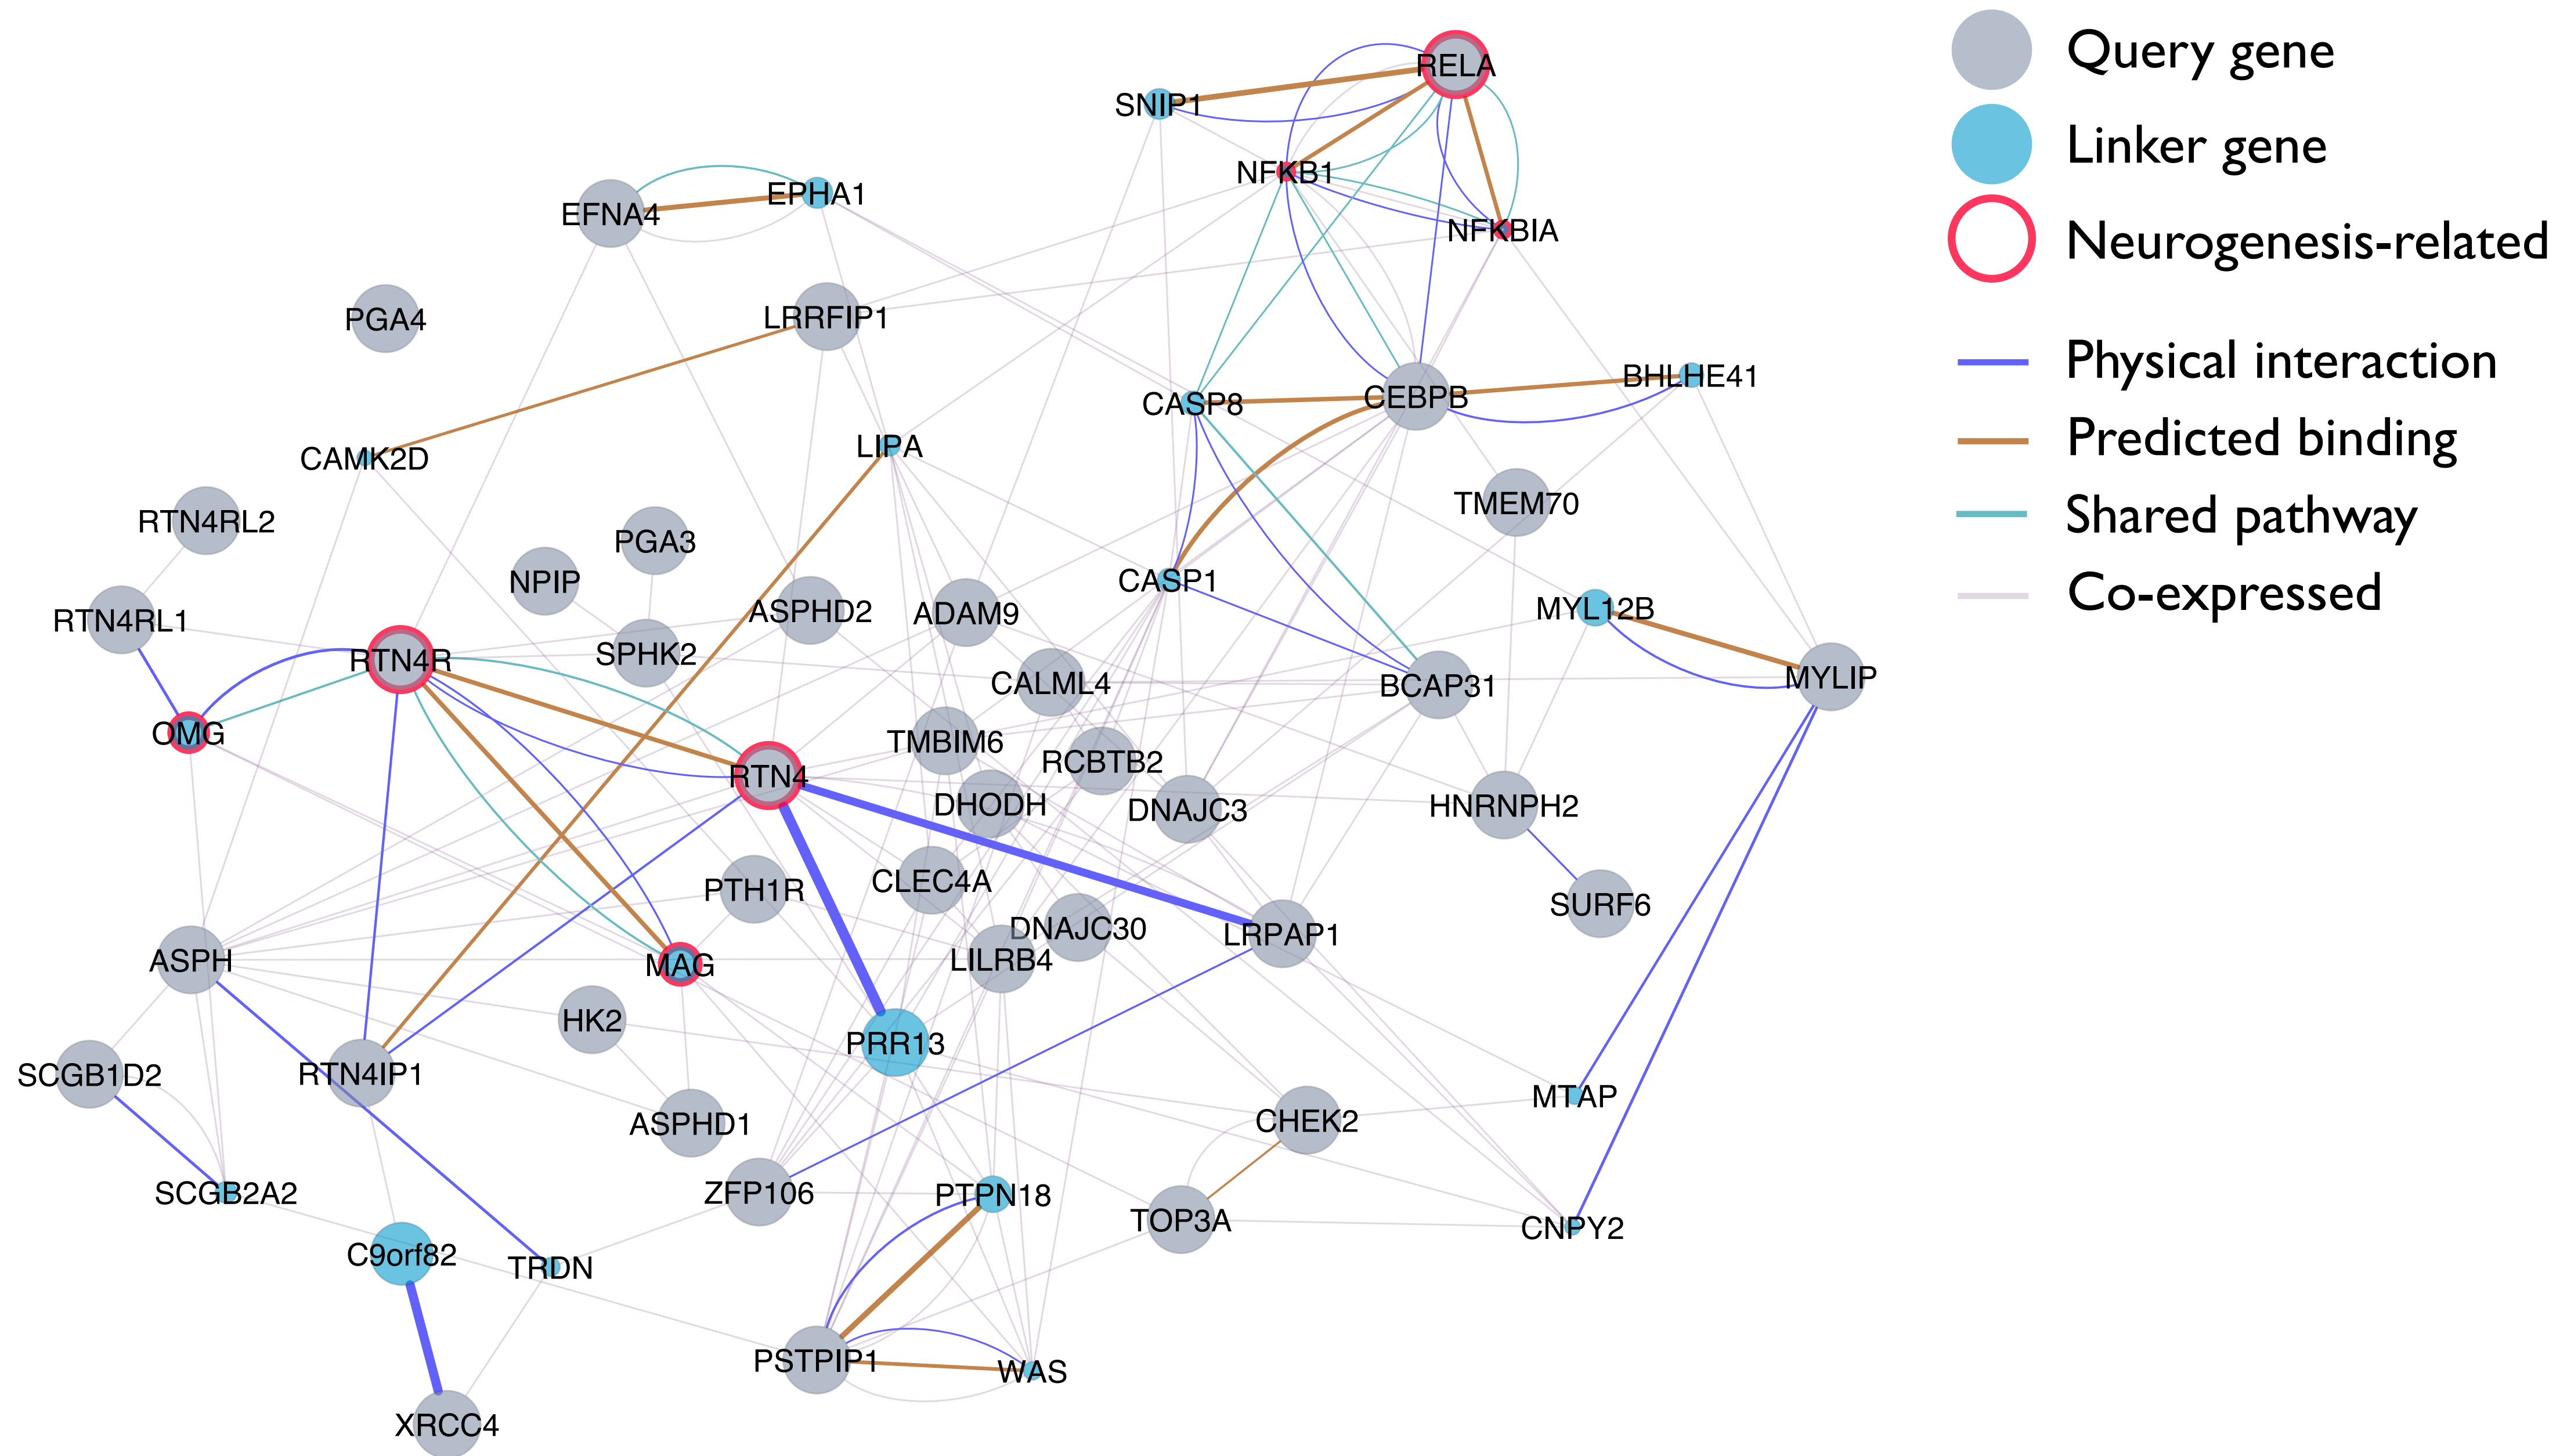 RELA
Query gene
SNIP1
Linker gene
NFKB1
EPHA1
EFNA4
NFKBIA
Neurogenesis-related
PGA4
LRRFIP1
Physical interaction
BHLHE41
CEBPB
CASP8
Predicted binding
LIPA
CAMK2D
TMEM70
Shared pathway
RTN4RL2
PGA3
NPIP
CASP1
Co-expressed
MYL12B
ASPHD2
ADAM9
RTN4RL1
SPHK2
RTN4R
CALML4
BCAP31
MYLIP
OMG
TMBIM6
RCBTB2
RTN4
DHODH
DNAJC3
HNRNPH2
CLEC4A
PTH1R
SURF6
DNAJC30
LRPAP1
ASPH
LILRB4
MAG
HK2
PRR13
SCGB1D2
RTN4IP1
MTAP
CHEK2
ASPHD1
SCGB2A2
ZFP106
PTPN18
TOP3A
CNPY2
C9orf82
TRDN
PSTPIP1
WAS
XRCC4